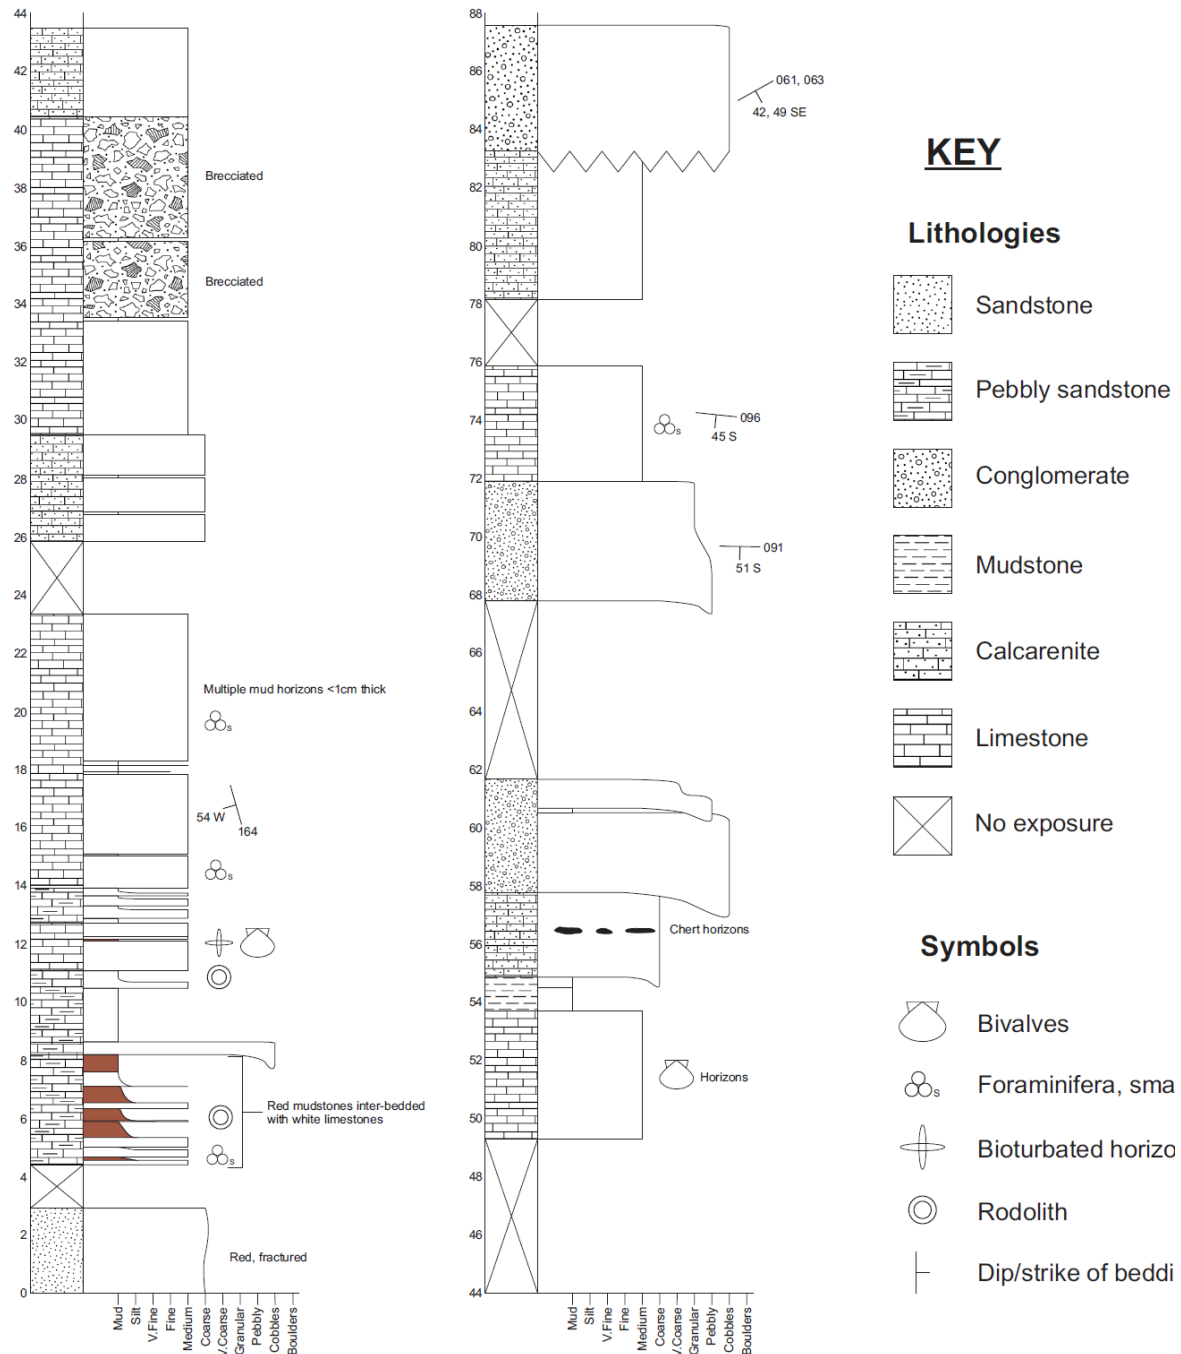 44
42
40
38
36
34
32
30
28
26
24
22
20
18
16
14
12
10
8
6
4
2
0
Brecciated
Brecciated
Multiple mud horizons <1cm thick
s
54 W
164
s
Red mudstones inter-bedded
with white limestones
s
Red, fractured
Mud
Silt
V.Fine
Fine
Medium
Coarse
V.Coarse
Granular
Pebbly
Cobbles
Boulders
88
86
84
82
80
78
76
74
72
70
68
66
64
62
60
58
56
54
52
50
48
46
44
061, 063
42, 49 SE
s
096
45 S
091
51 S
Chert horizons
Horizons
Mud
Silt
V.Fine
Fine
Medium
Coarse
V.Coarse
Granular
Pebbly
Cobbles
Boulders
KEY
Lithologies
Sandstone
Pebbly sandstone
Conglomerate
Mudstone
Calcarenite
Limestone
No exposure
Symbols
Bivalves
s
Foraminifera, sma
Bioturbated horizo
Rodolith
Dip/strike of beddi